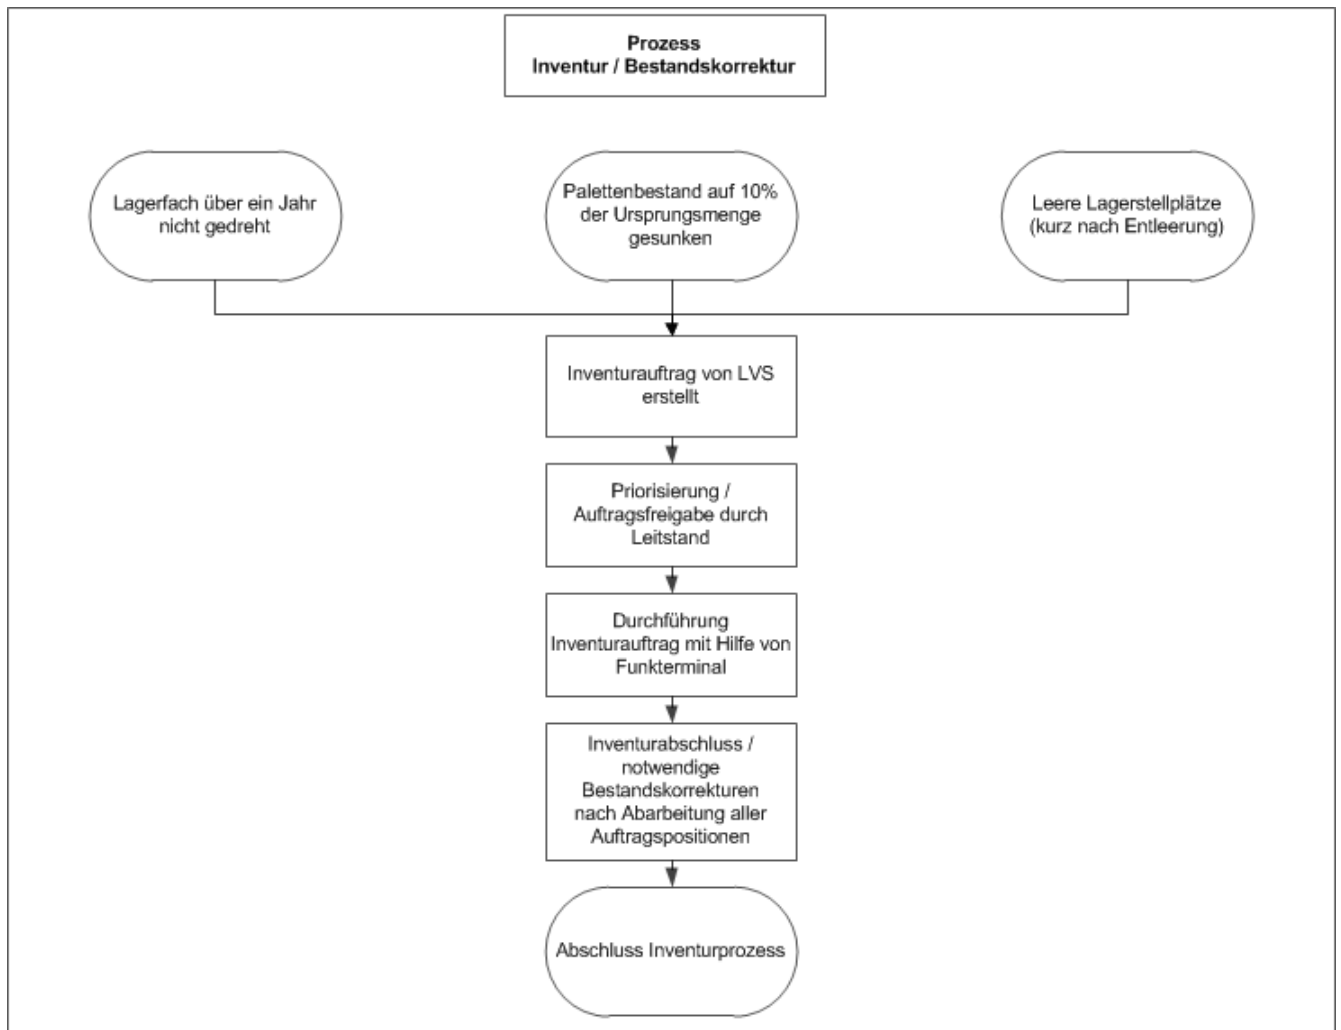 Prozess
Inventur / Bestandskorrektur
Lagerfach über ein Jahr
nicht gedreht
Palettenbestand auf 10%
der Ursprungsmenge
gesunken
Leere Lagerstellplätze
(kurz nach Entleerung)
Inventurauftrag von LVS
erstellt
Priorisierung /
Auftragsfreigabe durch
Leitstand
Durchführung
Inventurauftrag mit Hilfe von
Funkterminal
Inventurabschluss /
notwendige
Bestandskorrekturen
nach Abarbeitung aller
Auftragspositionen
Abschluss Inventurprozess